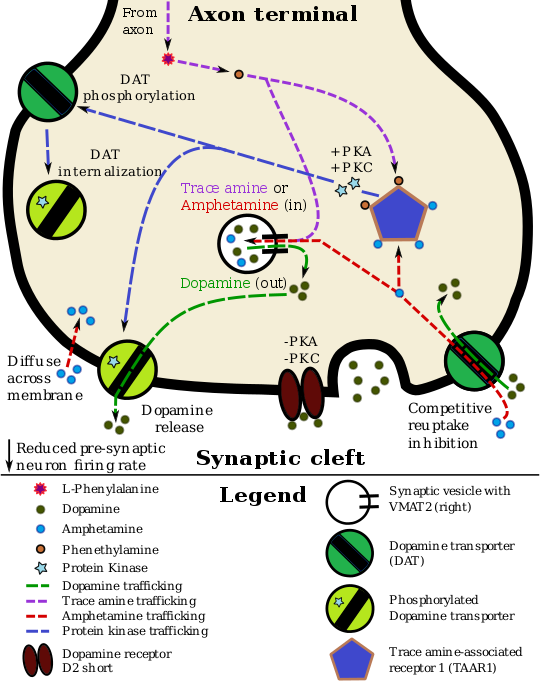 From
axon
Axon terminal
DAT
phosphorylation
DAT
internalization
+PKA
+PKC
Trace amine or
Amphetamine (in)
Dopamine (out)
-PKA
-PKC
Diffuse
across
membrane
Dopamine
release
Competitive
reuptake
inhibition
Reduced pre-synaptic
neuron firing rate
Synaptic cleft
Legend
L-Phenylalanine
Dopamine
Amphetamine
Phenethylamine
Protein Kinase
Dopamine trafficking
Trace amine trafficking
Amphetamine trafficking
Protein kinase trafficking
Dopamine receptor
D2 short
Synaptic vesicle with
VMAT2 (right)
Dopamine transporter
(DAT)
Phosphorylated
Dopamine transporter
Trace amine-associated
receptor 1 (TAAR1)